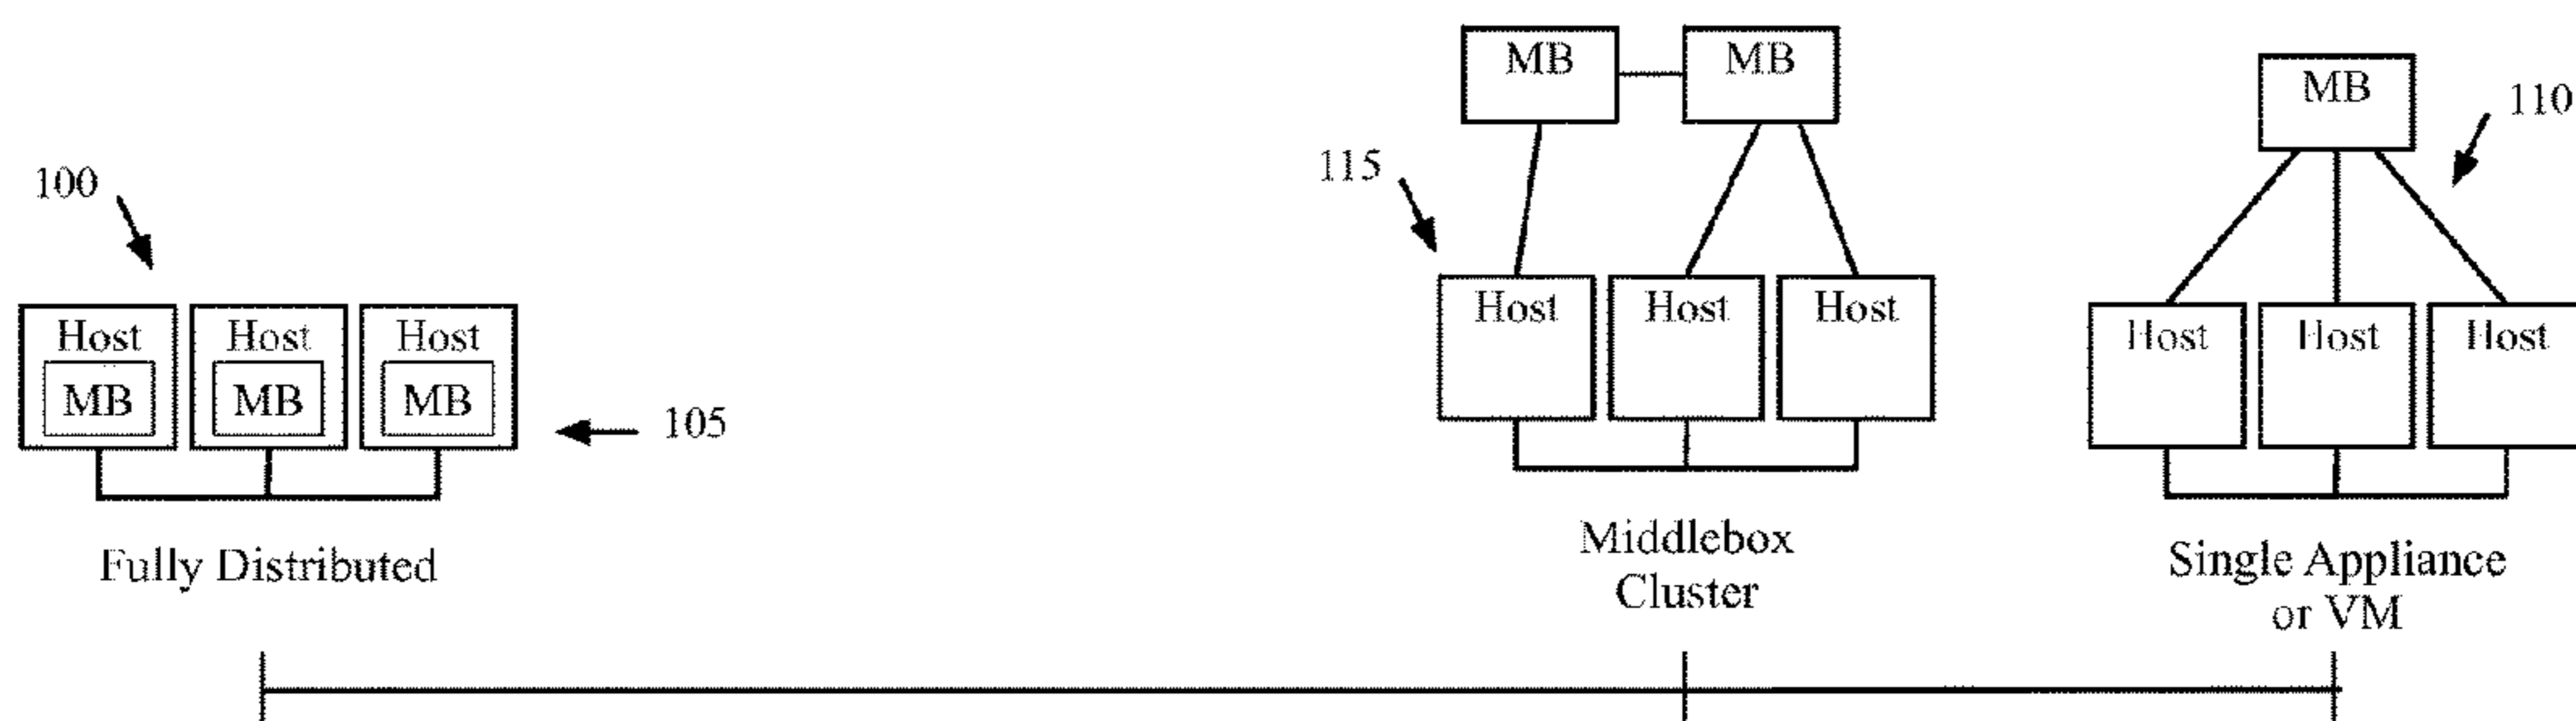 MB MB
MB
110
115
100
Host Host Host
Host Host Host
Host Host Host
MB MB MB
105
Middlebox
Cluster
Fully Distributed
Single Appliance
or VM